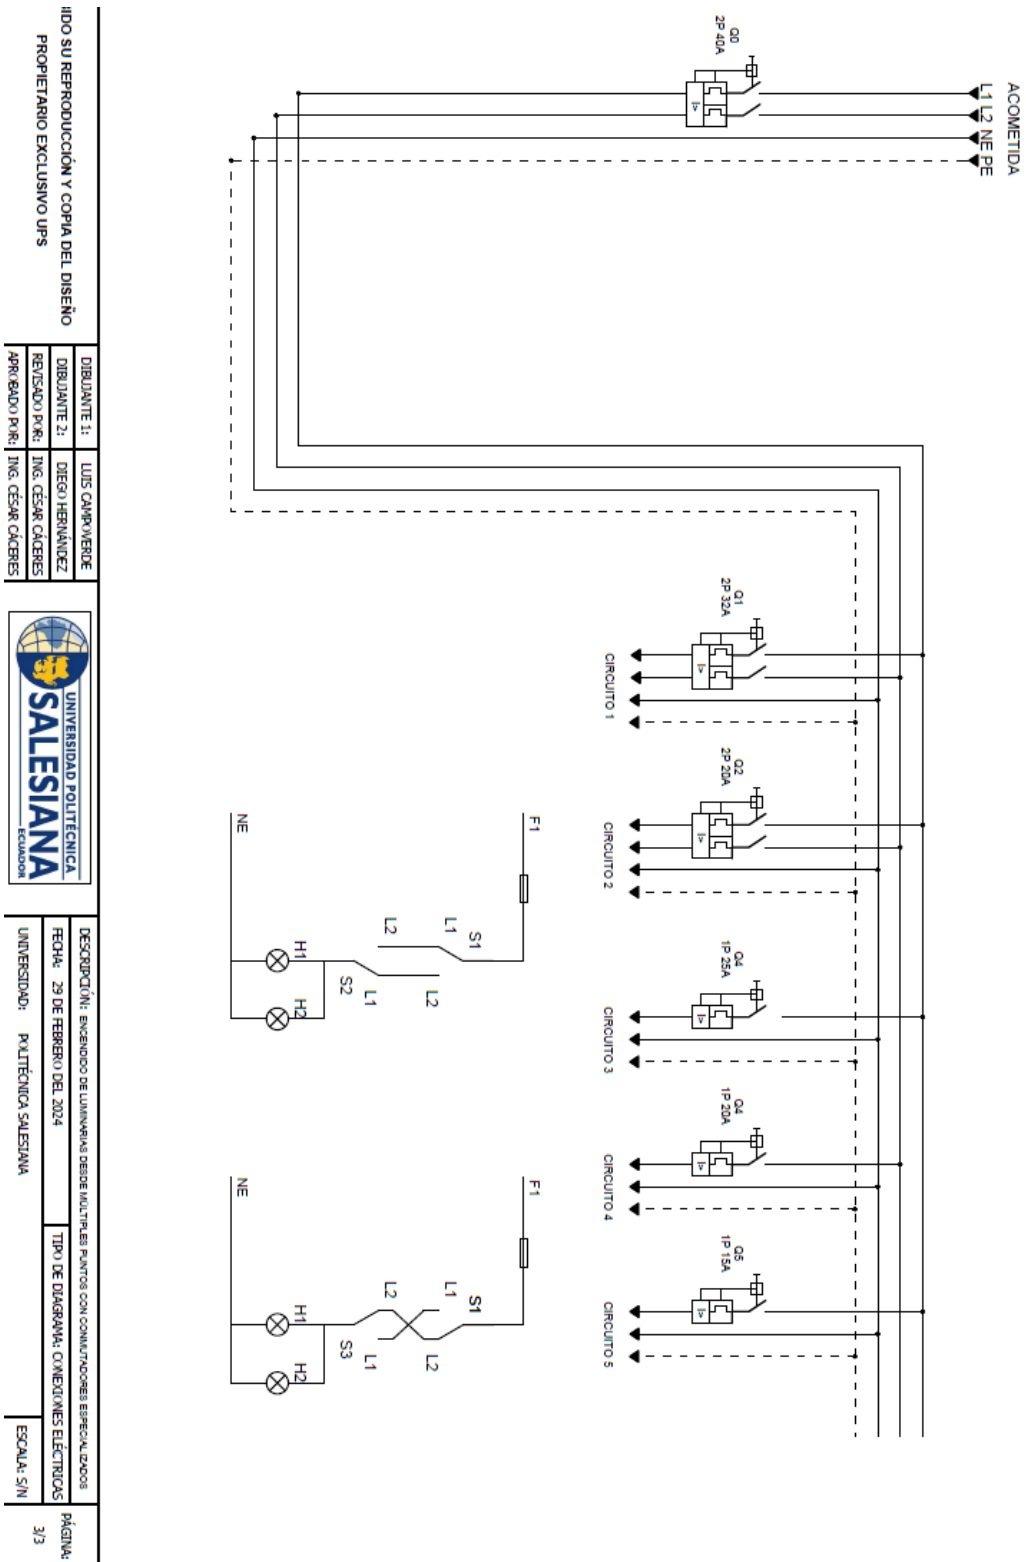 ACOMETIDA
L1 L2 NE PE
Q0
2P 40A
Q1
2P 32A
CIRCUITO 1
Q2
2P 20A
CIRCUITO 2
Q4
1P 25A
CIRCUITO 3
Q4
1P 20A
CIRCUITO 4
Q5
1P 15A
CIRCUITO 5
I>
I>
I>
I>
I>
I>
F1
S1
L1
L2
L2
L1
S2
H1
H2
NE
F1
S1
L1
L2
L2
L1
S3
H1
H2
NE
IDO SU REPRODUCCIÓN Y COPIA DEL DISEÑO
PROPIETARIO EXCLUSIVO UPS
DIBUJANTE 1: LUIS CAMPOVERDE
DIBUJANTE 2: DIEGO HERNÁNDEZ
REVISADO POR: ING. CÉSAR CÁCERES
APROBADO POR: ING. CÉSAR CÁCERES
UNIVERSIDAD POLITÉCNICA
SALESIANA
ECUADOR
DESCRIPCIÓN: ENCENDIDO DE LUMINARIAS DESDE MÚLTIPLES PUNTOS CON CONMUTADORES ESPECIALIZADOS
FECHA: 29 DE FEBRERO DEL 2024
TIPO DE DIAGRAMA: CONEXIONES ELÉCTRICAS
UNIVERSIDAD: POLITÉCNICA SALESIANA
ESCALA: S/N
PÁGINA:
3/3